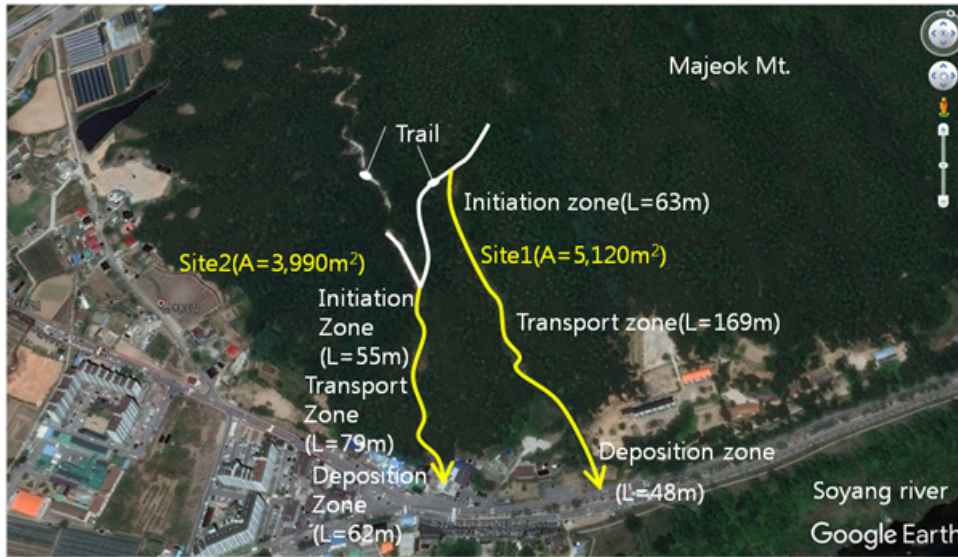 Majeok Mt.
Trail
Initiation zone(L=63m)
Site2(A=3,990m²)
Site1(A=5,120m²)
Initiation
Zone
(L=55m)
Transport zone(L=169m)
Transport
Zone
(L=79m)
Deposition zone
(L=48m)
Deposition
Zone
(L=62m)
Soyang river
Google Earth